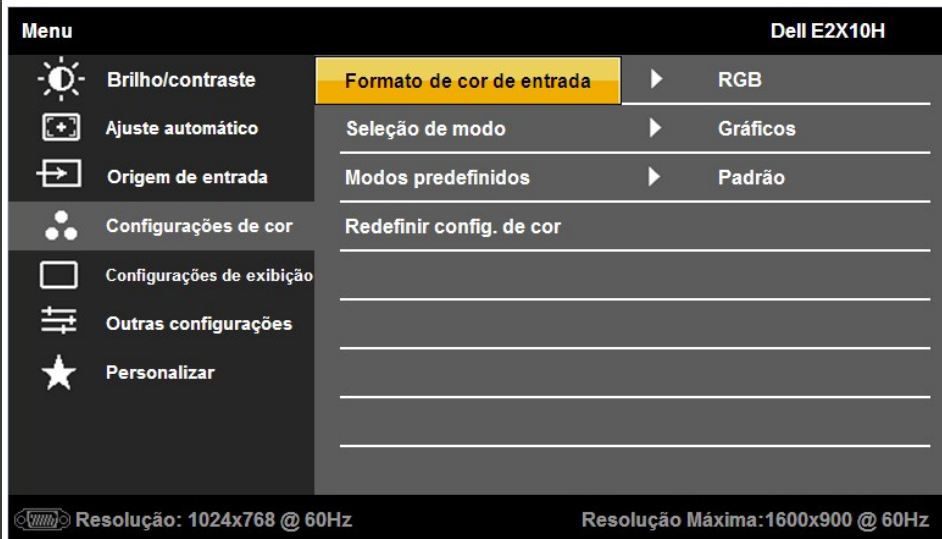 Menu Dell E2X10H
Brilho/contraste Formato de cor de entrada RGB
Ajuste automático Seleção de modo Gráficos
Origem de entrada Modos predefinidos Padrão
Configurações de cor Redefinir config. de cor
Configurações de exibição
Outras configurações
Personalizar
Resolução: 1024x768 @ 60Hz Resolução Máxima:1600x900 @ 60Hz